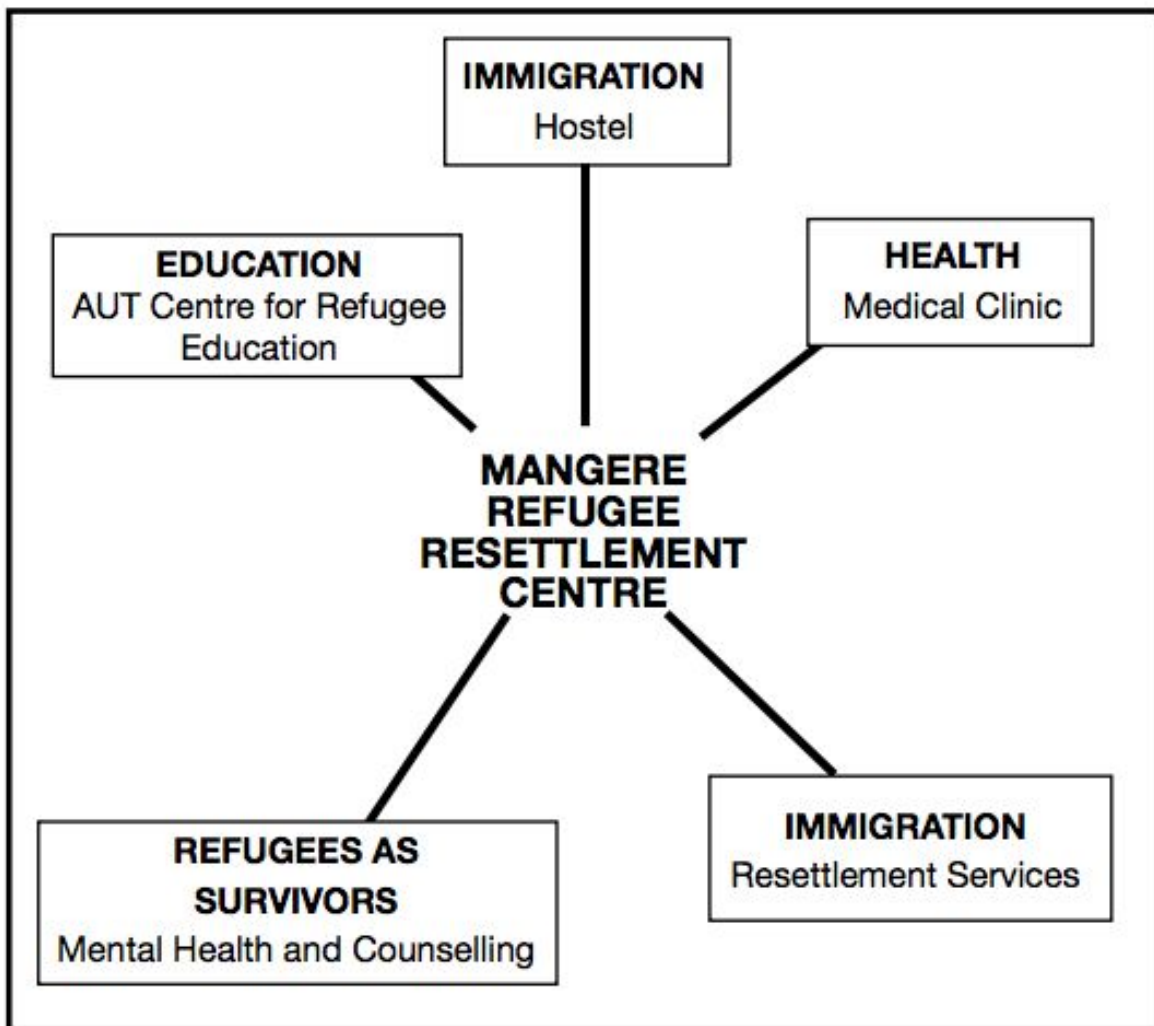 IMMIGRATION
Hostel
EDUCATION
AUT Centre for Refugee
Education
HEALTH
Medical Clinic
MANGERE
REFUGEE
RESETTLEMENT
CENTRE
REFUGEES AS
SURVIVORS
Mental Health and Counselling
IMMIGRATION
Resettlement Services